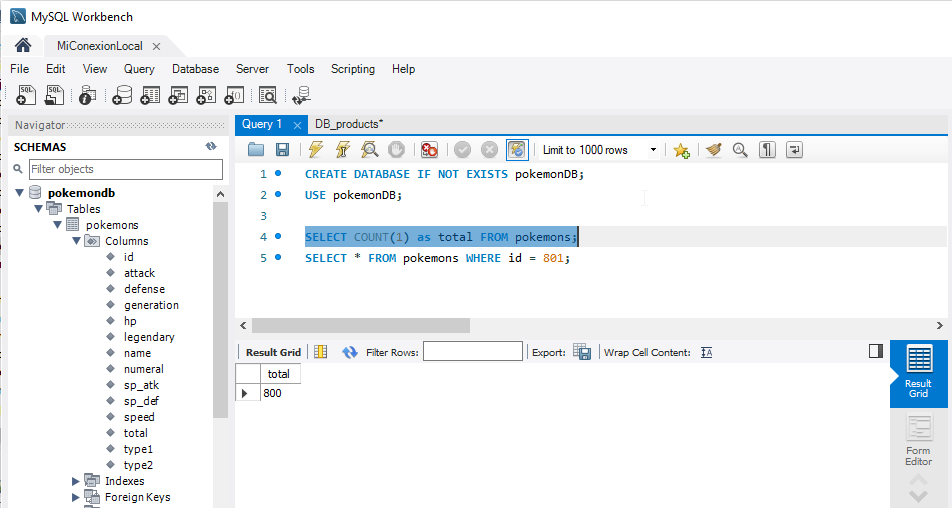 MySQL Workbench
MiConexionLocal ×
File Edit View Query Database Server Tools Scripting Help
SQL SQL
Navigator
SCHEMAS
Filter objects
pokemondb
Tables
pokemons
Columns
id
attack
defense
generation
hp
legendary
name
numeral
sp_atk
sp_def
speed
total
type1
type2
Indexes
Foreign Keys
Query 1 × DB_products*
Limit to 1000 rows
1 CREATE DATABASE IF NOT EXISTS pokemonDB;
2 USE pokemonDB;
3
4 SELECT COUNT(1) as total FROM pokemons;
5 SELECT * FROM pokemons WHERE id = 801;
Result Grid Filter Rows: Export: Wrap Cell Content:
total
800
Result
Grid
Form
Editor